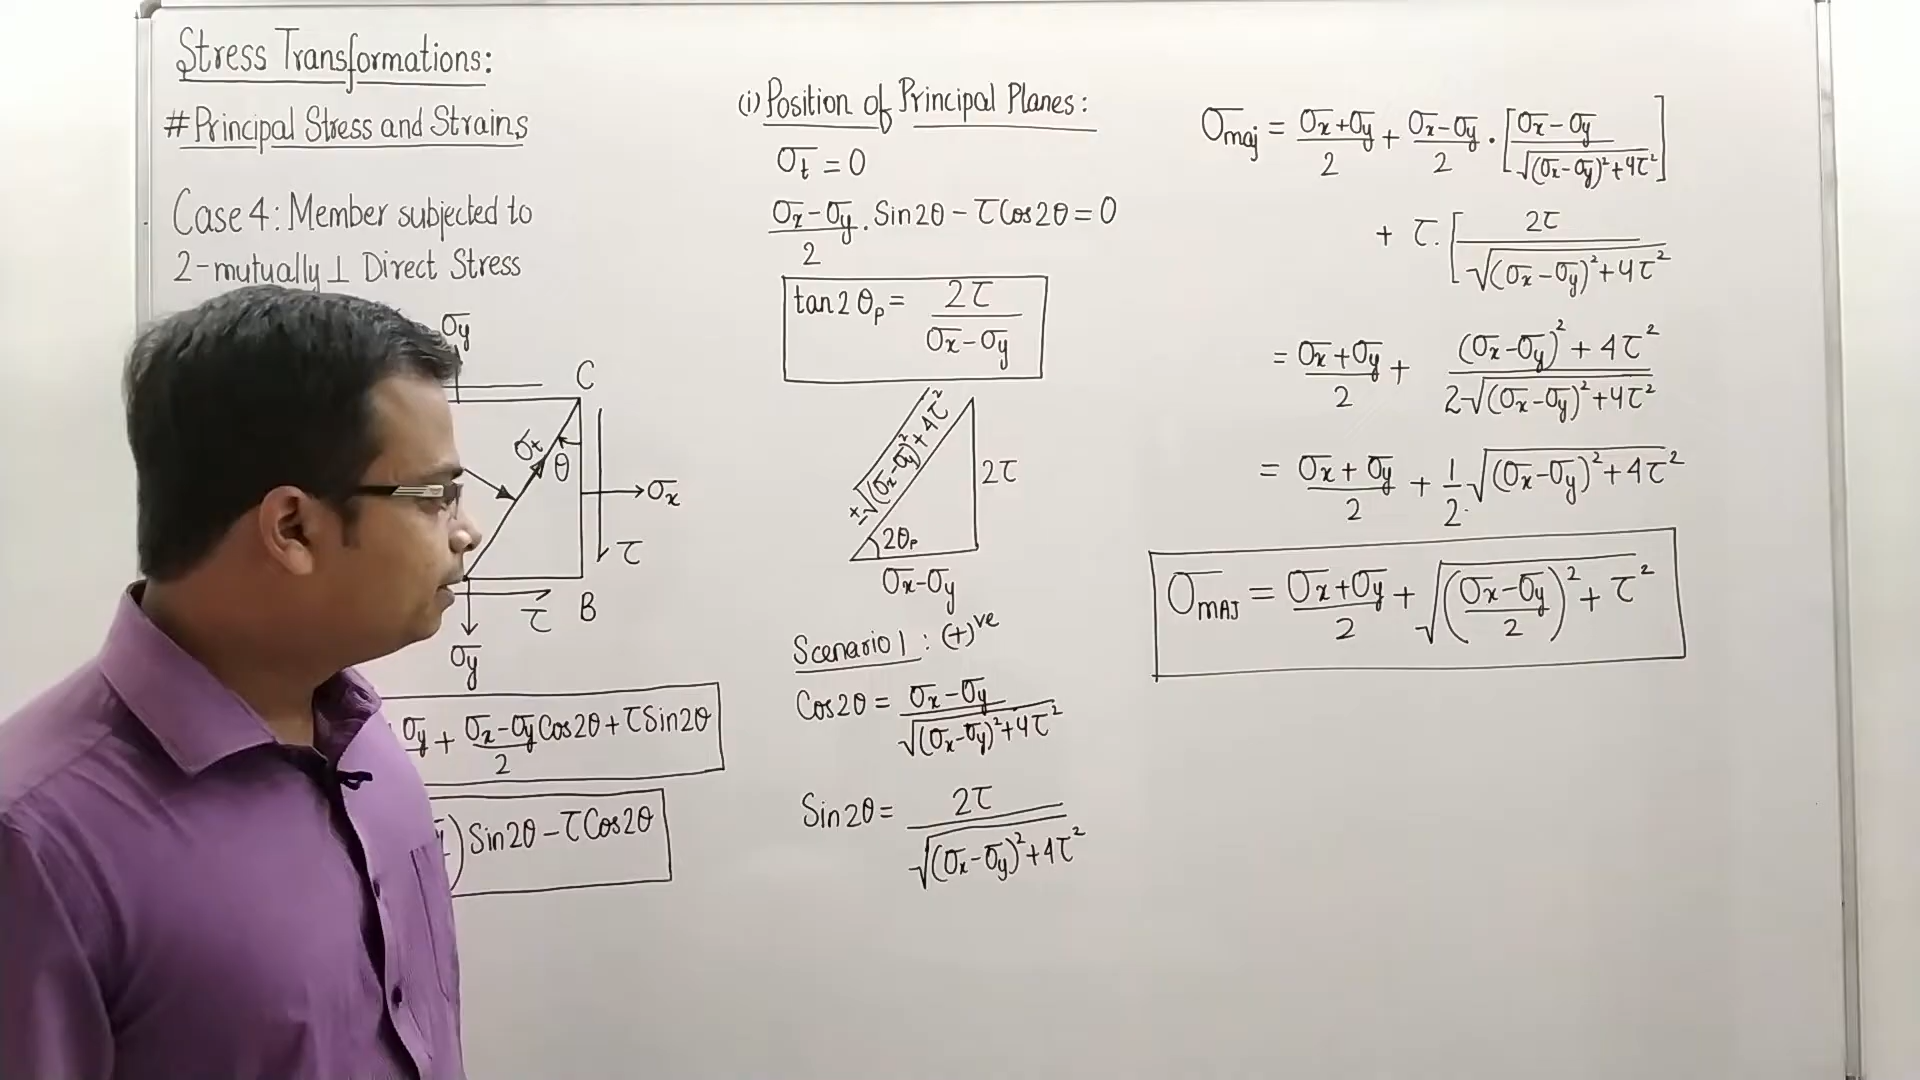 Stress Transformations:
# Principal Stress and Strains
Case 4: Member subjected to
2-mutually ⊥ Direct Stress
σy
C
σt
θ
σx
τ
τ
B
σy
σy + (σx-σy)/2 Cos2θ + τ Sin2θ
) Sin2θ - τ Cos2θ
(i) Position of Principal Planes:
σt = 0
(σx-σy)/2 . Sin2θ - τ Cos2θ = 0
tan2θp = 2τ/(σx-σy)
±√((σx-σy)²+4τ²)
2τ
2θp
σx-σy
Scenario 1 : (+)ve
Cos2θ = (σx-σy)/√((σx-σy)²+4τ²)
Sin2θ = 2τ/√((σx-σy)²+4τ²)
σmaj = (σx+σy)/2 + (σx-σy)/2 . [(σx-σy)/√((σx-σy)²+4τ²)]
+ τ. [2τ/√((σx-σy)²+4τ²)
= (σx+σy)/2 + ((σx-σy)²+4τ²)/(2√((σx-σy)²+4τ²))
= (σx+σy)/2 + 1/2 √((σx-σy)²+4τ²)
σMAJ = (σx+σy)/2 + √(((σx-σy)/2)²+τ²)